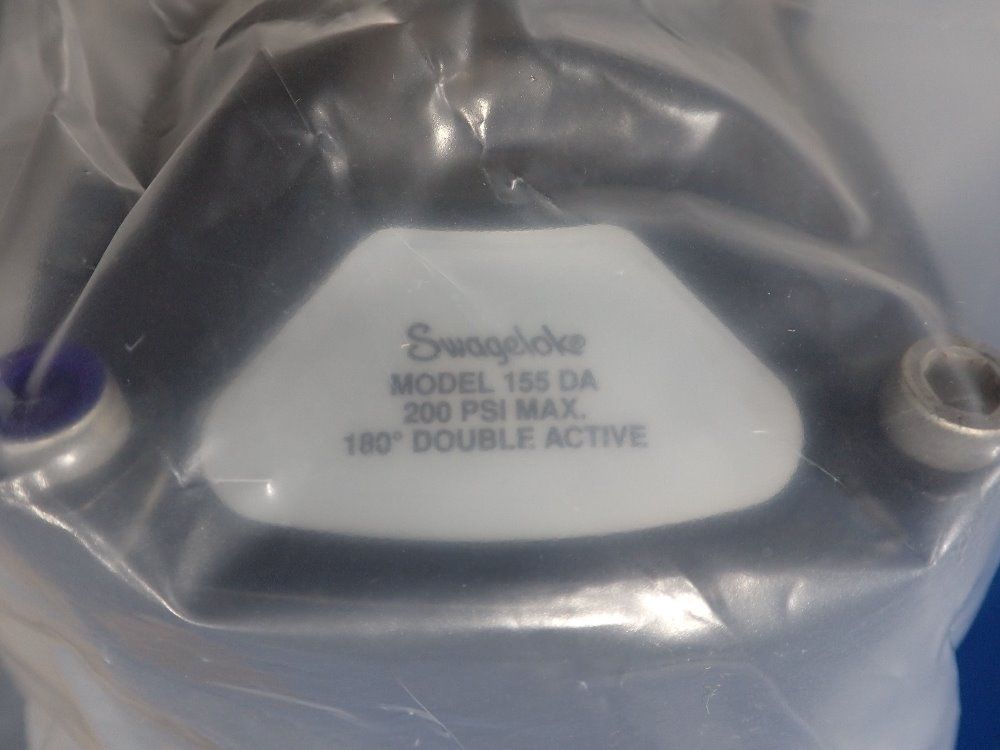 Swagelok®
MODEL 155 DA
200 PSI MAX.
180° DOUBLE ACTIVE